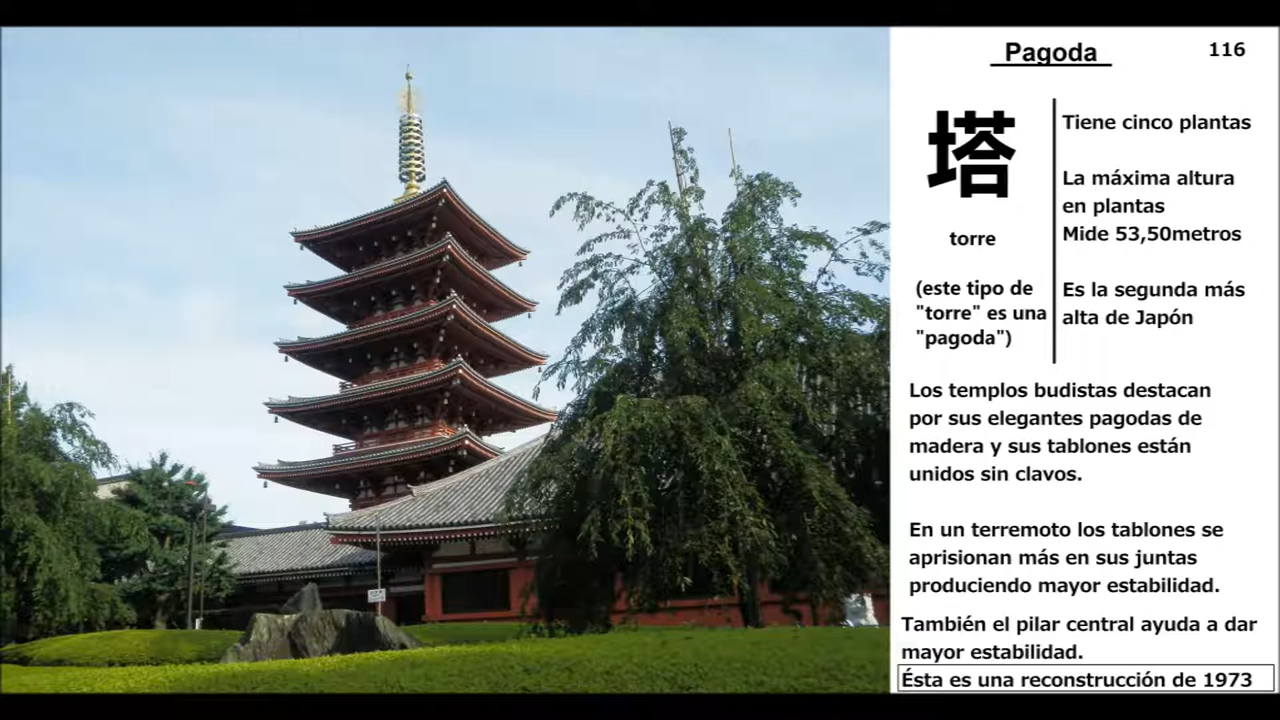 Pagoda
116
塔
torre
(este tipo de
"torre" es una
"pagoda")
Tiene cinco plantas
La máxima altura
en plantas
Mide 53,50metros
Es la segunda más
alta de Japón
Los templos budistas destacan
por sus elegantes pagodas de
madera y sus tablones están
unidos sin clavos.
En un terremoto los tablones se
aprisionan más en sus juntas
produciendo mayor estabilidad.
También el pilar central ayuda a dar
mayor estabilidad.
Ésta es una reconstrucción de 1973